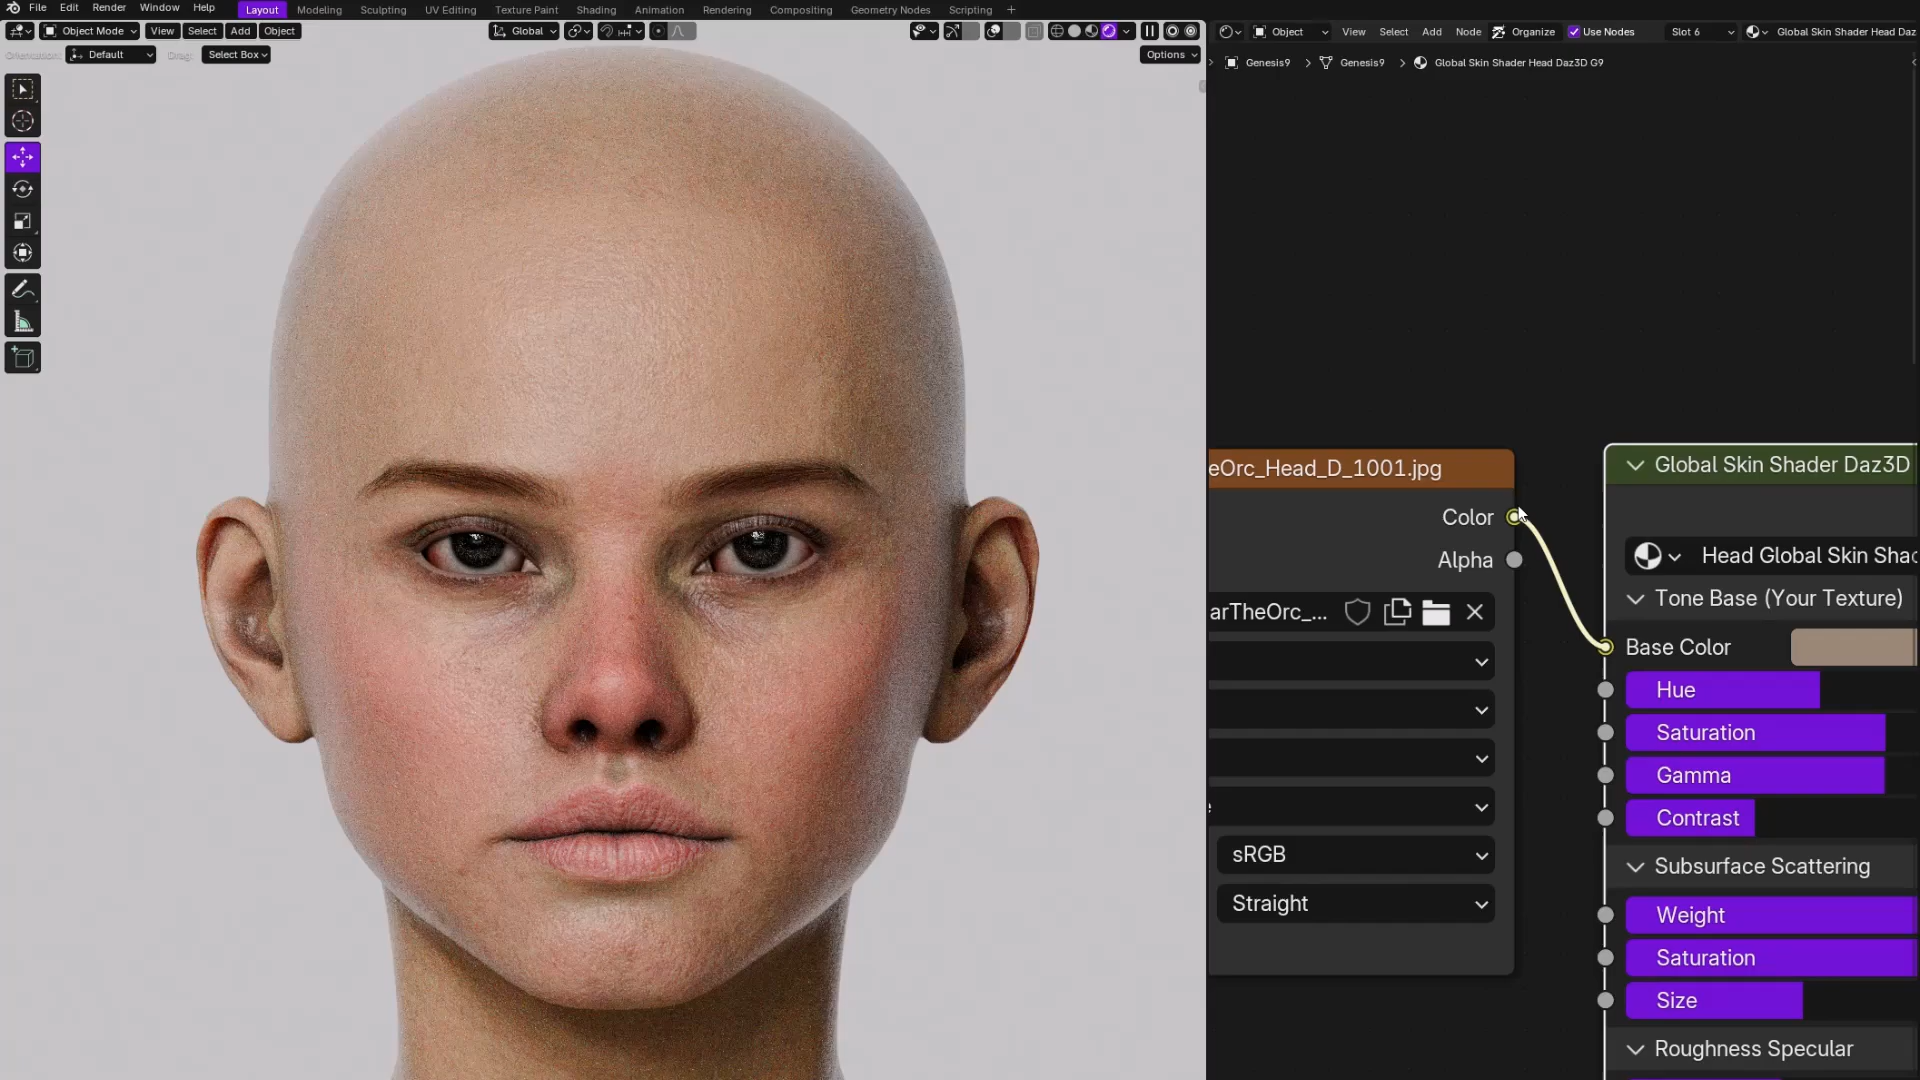 File Edit Render Window Help Layout Modeling Sculpting UV Editing Texture Paint Shading Animation Rendering Compositing Geometry Nodes Scripting +
Object Mode View Select Add Object Global
Orientation: Default Drag: Select Box Options
Object View Select Add Node Organize Use Nodes Slot 6 Global Skin Shader Head Daz
Genesis9 > Genesis9 > Global Skin Shader Head Daz3D G9
eOrc_Head_D_1001.jpg
Color
Alpha
arTheOrc_...
sRGB
Straight
Global Skin Shader Daz3D
Head Global Skin Shad
Tone Base (Your Texture)
Base Color
Hue
Saturation
Gamma
Contrast
Subsurface Scattering
Weight
Saturation
Size
Roughness Specular